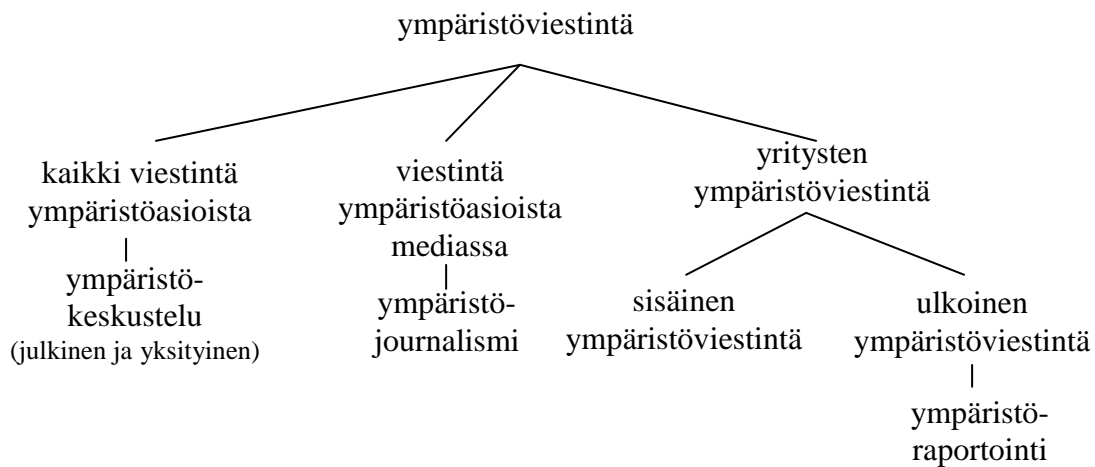 ympäristöviestintä
kaikki viestintä
ympäristöasioista
ympäristö-
keskustelu
(julkinen ja yksityinen)
viestintä
ympäristöasioista
mediassa
ympäristö-
journalismi
yritysten
ympäristöviestintä
sisäinen
ympäristöviestintä
ulkoinen
ympäristöviestintä
ympäristö-
raportointi